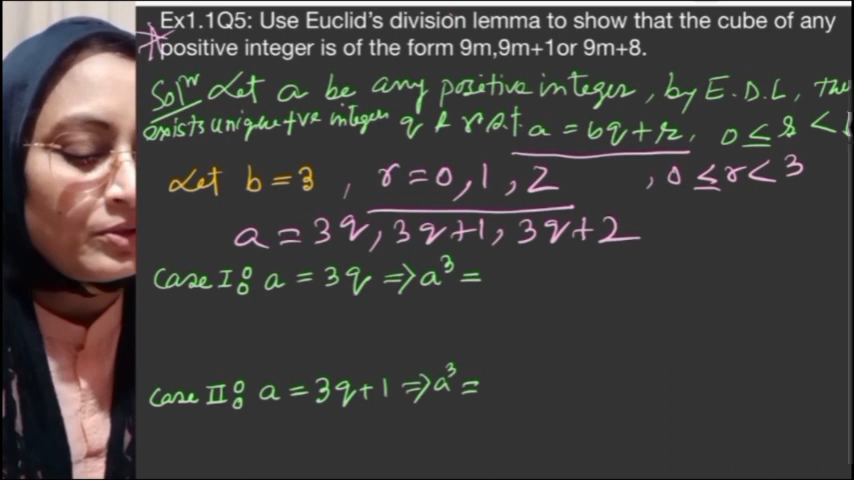 Ex1.1Q5: Use Euclid's division lemma to show that the cube of any
positive integer is of the form 9m,9m+1or 9m+8.
Solⁿ Let a be any positive integer, by E.D.L, the
exists unique +ve integer q & r s.t a = bq+r, 0 ≤ r <
Let b = 3, r = 0, 1, 2, 0 ≤ r < 3
a = 3q, 3q+1, 3q+2
Case I: a = 3q ⇒ a³ =
Case II: a = 3q+1 ⇒ a³ =